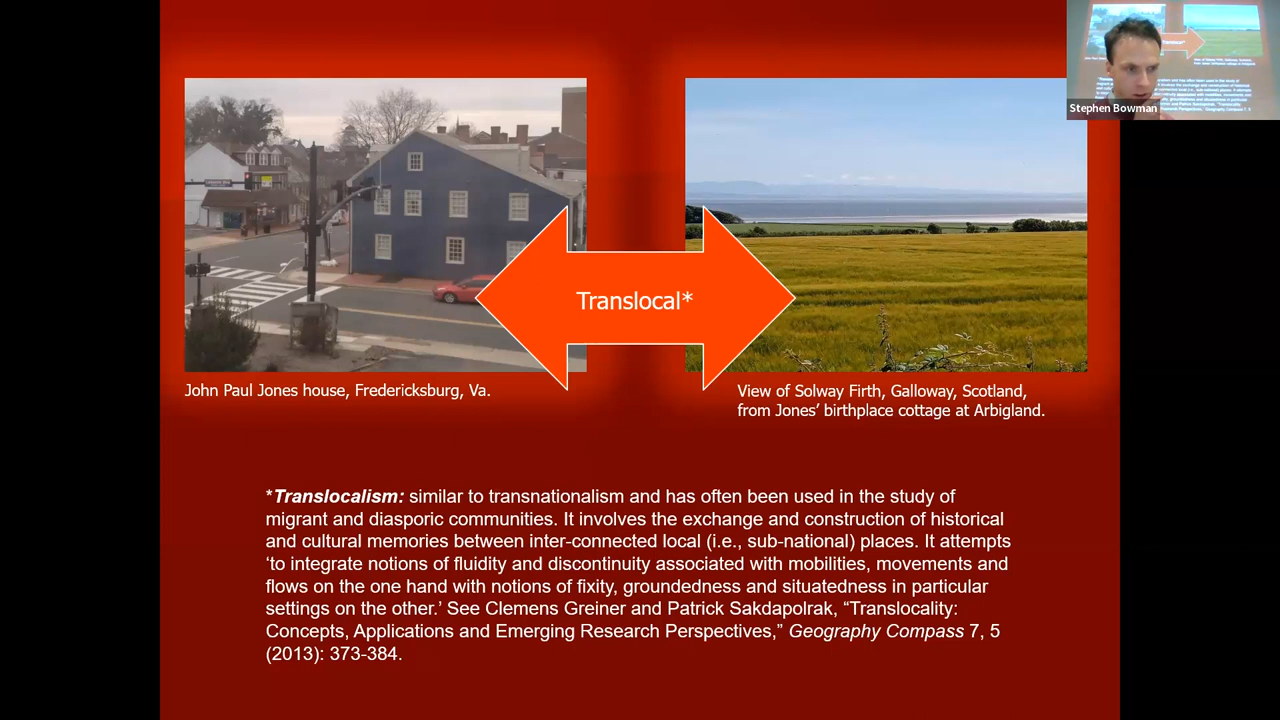 Stephen Bowman
Translocal*
John Paul Jones house, Fredericksburg, Va.
View of Solway Firth, Galloway, Scotland,
from Jones’ birthplace cottage at Arbigland.
*Translocalism: similar to transnationalism and has often been used in the study of
migrant and diasporic communities. It involves the exchange and construction of historical
and cultural memories between inter-connected local (i.e., sub-national) places. It attempts
‘to integrate notions of fluidity and discontinuity associated with mobilities, movements and
flows on the one hand with notions of fixity, groundedness and situatedness in particular
settings on the other.’ See Clemens Greiner and Patrick Sakdapolrak, “Translocality:
Concepts, Applications and Emerging Research Perspectives,” Geography Compass 7, 5
(2013): 373-384.